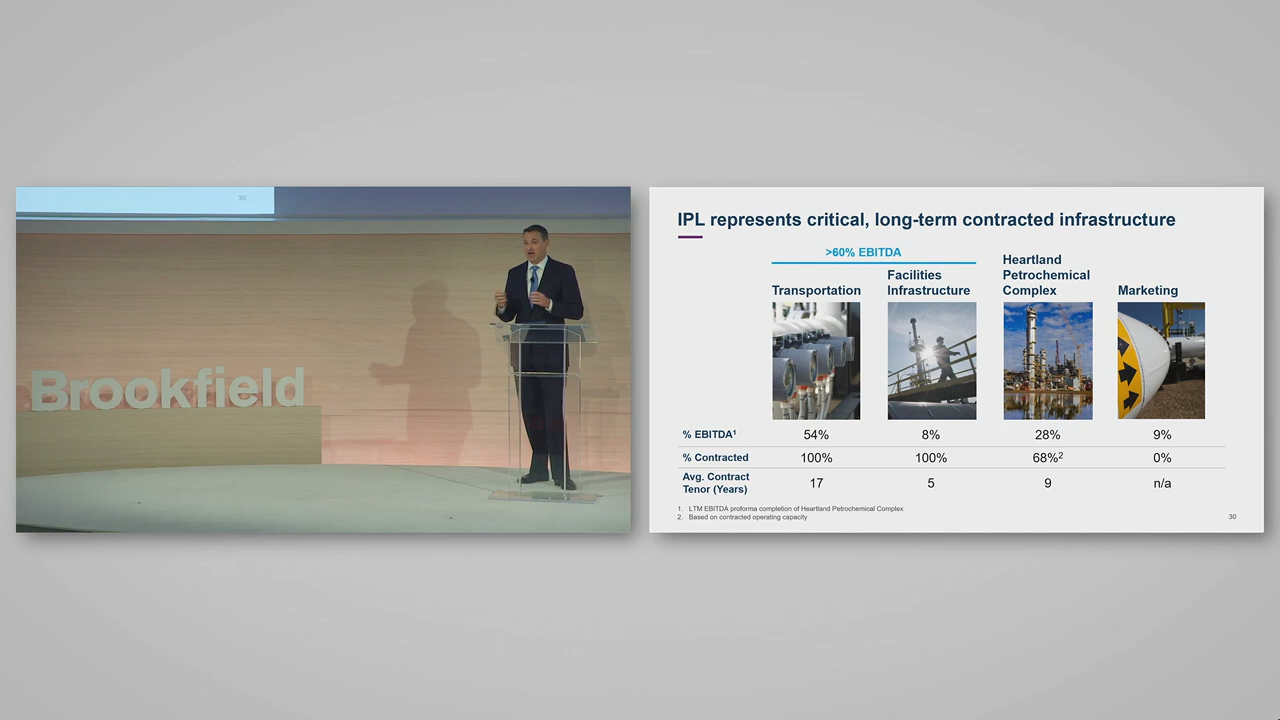 30
Brookfield
IPL represents critical, long-term contracted infrastructure
>60% EBITDA
Transportation
Facilities
Infrastructure
Heartland
Petrochemical
Complex
Marketing
% EBITDA¹ 54% 8% 28% 9%
% Contracted 100% 100% 68%² 0%
Avg. Contract
Tenor (Years) 17 5 9 n/a
1. LTM EBITDA proforma completion of Heartland Petrochemical Complex
2. Based on contracted operating capacity
30